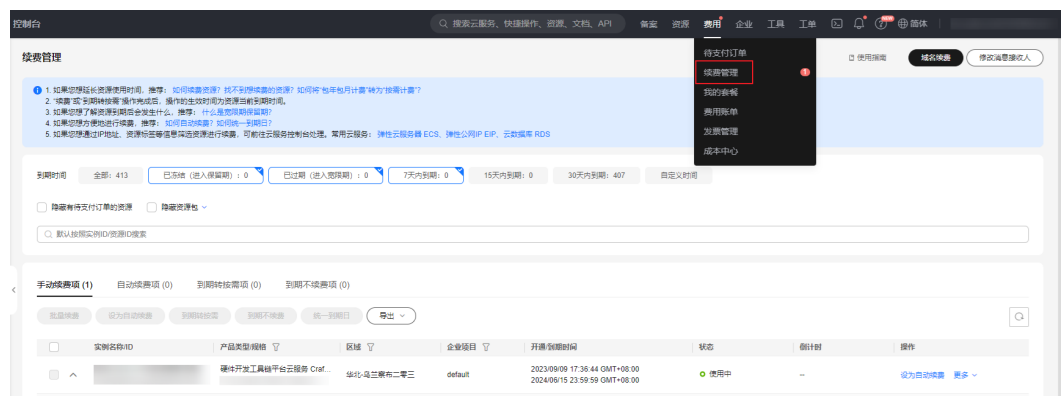 控制台 搜索云服务、快捷操作、资源、文档、API 备案 资源 费用 企业 工具 工单 简体
续费管理 使用指南 域名续费 修改消息接收人
待支付订单
续费管理 1
我的套餐
费用账单
发票管理
成本中心
1. 如果您想延长资源使用时间，推荐： 如何续费资源？找不到想续费的资源？如何将"包年包月计费"转为"按需计费"？
2. "续费"或"到期转按需"操作完成后，操作的生效时间为资源当前到期时间。
3. 如果您想了解资源到期后会发生什么，推荐： 什么是宽限期保留期？
4. 如果您想方便地进行续费，推荐：如何自动续费？如何统一到期日？
5. 如果您想通过IP地址、资源标签等信息筛选资源进行续费，可前往云服务控制台处理。常用云服务： 弹性云服务器 ECS、弹性公网IP EIP、云数据库 RDS
到期时间 全部：413 已冻结（进入保留期）：0 已过期（进入宽限期）：0 7天内到期：0 15天内到期：0 30天内到期：407 自定义时间
隐藏有待支付订单的资源 隐藏资源包
默认按照实例ID/资源ID搜索
手动续费项 (1) 自动续费项 (0) 到期转按需项 (0) 到期不续费项 (0)
批量续费 设为自动续费 到期转按需 到期不续费 统一到期日 导出
实例名称/ID 产品类型/规格 区域 企业项目 开通/到期时间 状态 倒计时 操作
硬件开发工具链平台云服务 Craf... 华北-乌兰察布二零三 default 2023/09/09 17:36:44 GMT+08:00 使用中 -- 设为自动续费 更多
2024/06/15 23:59:59 GMT+08:00